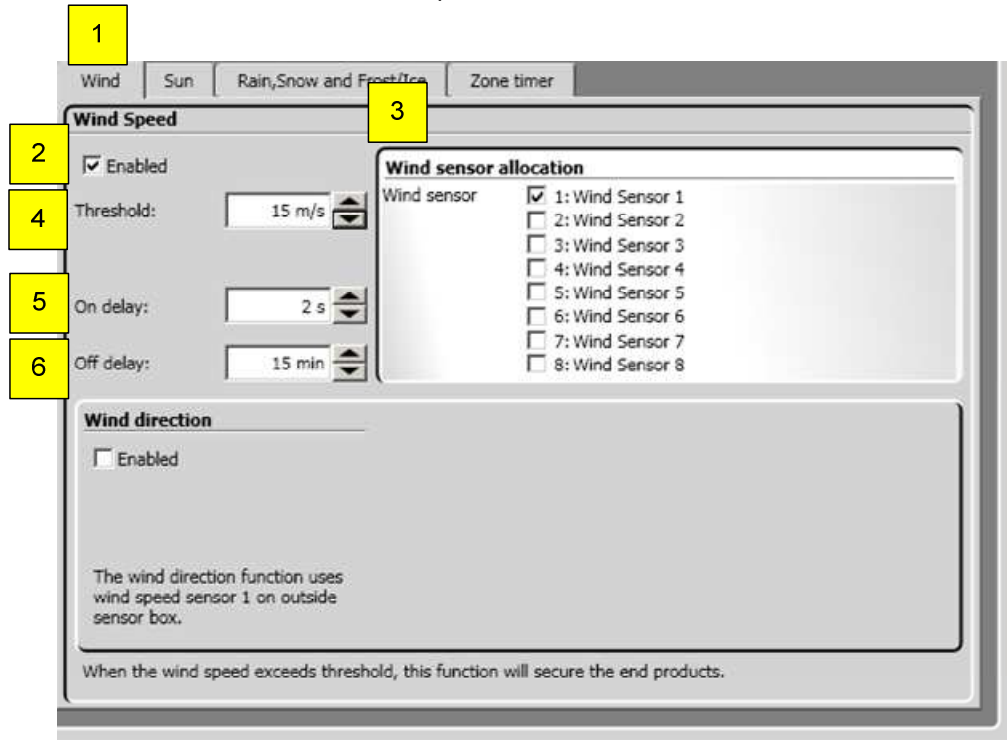 1
Wind Sun Rain,Snow and Frost/Ice Zone timer
3
Wind Speed
2
Enabled
Wind sensor allocation
Wind sensor
1: Wind Sensor 1
2: Wind Sensor 2
3: Wind Sensor 3
4: Wind Sensor 4
5: Wind Sensor 5
6: Wind Sensor 6
7: Wind Sensor 7
8: Wind Sensor 8
4
Threshold: 15 m/s
5
On delay: 2 s
6
Off delay: 15 min
Wind direction
Enabled
The wind direction function uses
wind speed sensor 1 on outside
sensor box.
When the wind speed exceeds threshold, this function will secure the end products.